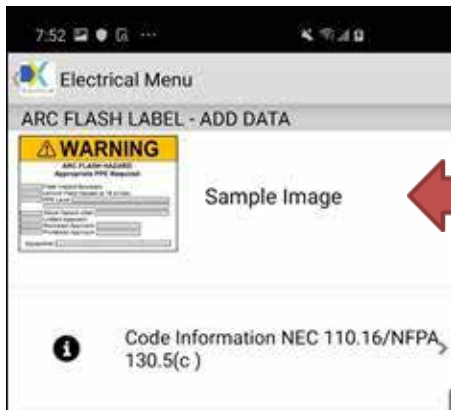 7:52
Electrical Menu
ARC FLASH LABEL - ADD DATA
WARNING
ARC FLASH HAZARD
Appropriate PPE Required
Sample Image
Code Information NEC 110.16/NFPA
130.5(c )